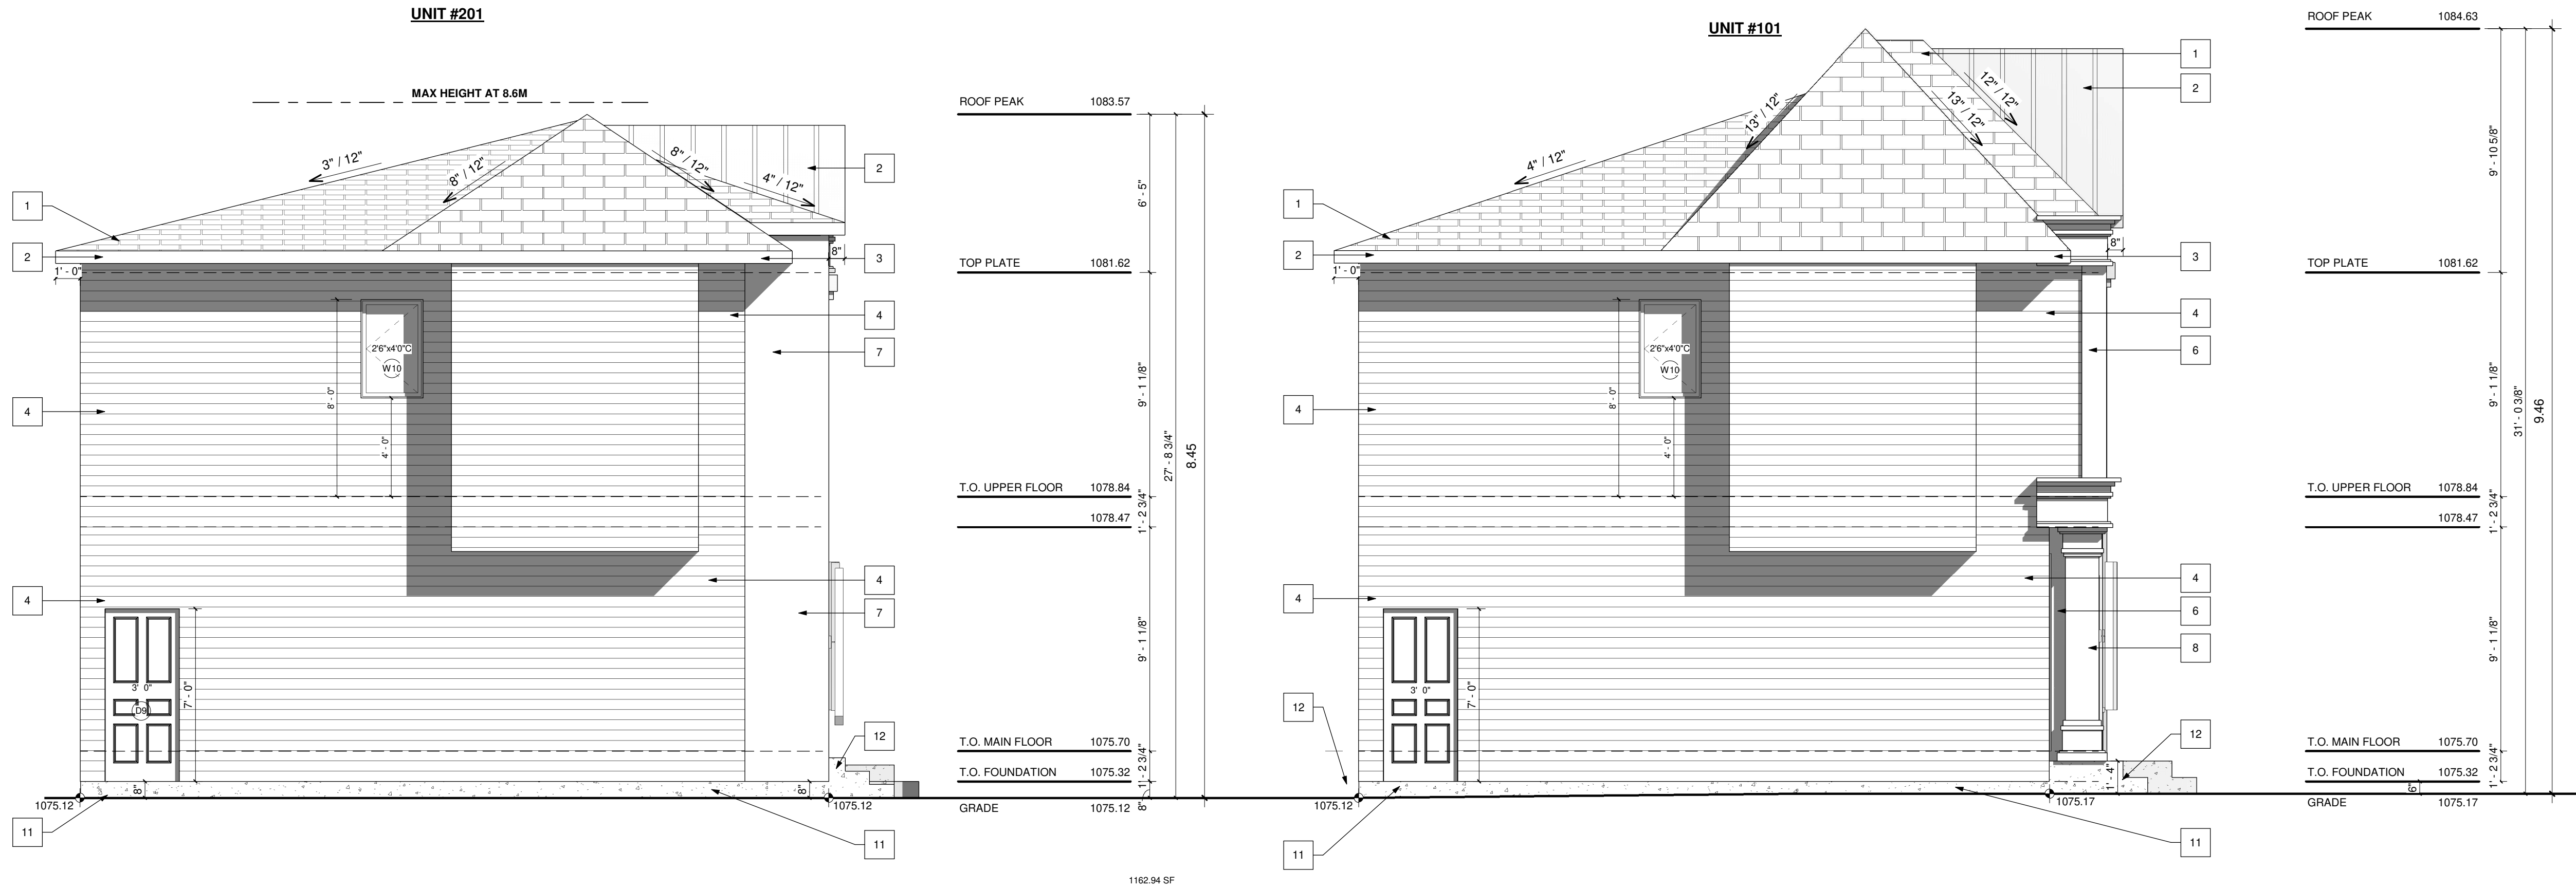 UNIT #201
MAX HEIGHT AT 8.6M
3" / 12"
8" / 12"
8" / 12"
4" / 12"
1
2
2
3
1' - 0"
8"
4
7
2'6"x4'0"C
W10
8' - 0"
4' - 0"
4
4
4
7
3' 0"
D9
7' - 0"
12
8"
8"
1075.12
1075.12
11
11
ROOF PEAK 1083.57
6' - 5"
TOP PLATE 1081.62
9' - 1 1/8"
27' - 8 3/4"
8.45
T.O. UPPER FLOOR 1078.84
1' - 2 3/4"
1078.47
9' - 1 1/8"
T.O. MAIN FLOOR 1075.70
1' - 2 3/4"
T.O. FOUNDATION 1075.32
GRADE 1075.12
8"
1162.94 SF
UNIT #101
12" / 12"
13" / 12"
13" / 12"
4" / 12"
1
2
1
2
3
1' - 0"
8"
4
6
2'6"x4'0"C
W10
8' - 0"
4' - 0"
4
4
4
6
8
3' 0"
7' - 0"
12
12
1' - 4"
1075.12
1075.17
11
11
ROOF PEAK 1084.63
9' - 10 5/8"
TOP PLATE 1081.62
9' - 1 1/8"
31' - 0 3/8"
9.46
T.O. UPPER FLOOR 1078.84
1' - 2 3/4"
1078.47
9' - 1 1/8"
T.O. MAIN FLOOR 1075.70
1' - 2 3/4"
T.O. FOUNDATION 1075.32
6"
GRADE 1075.17